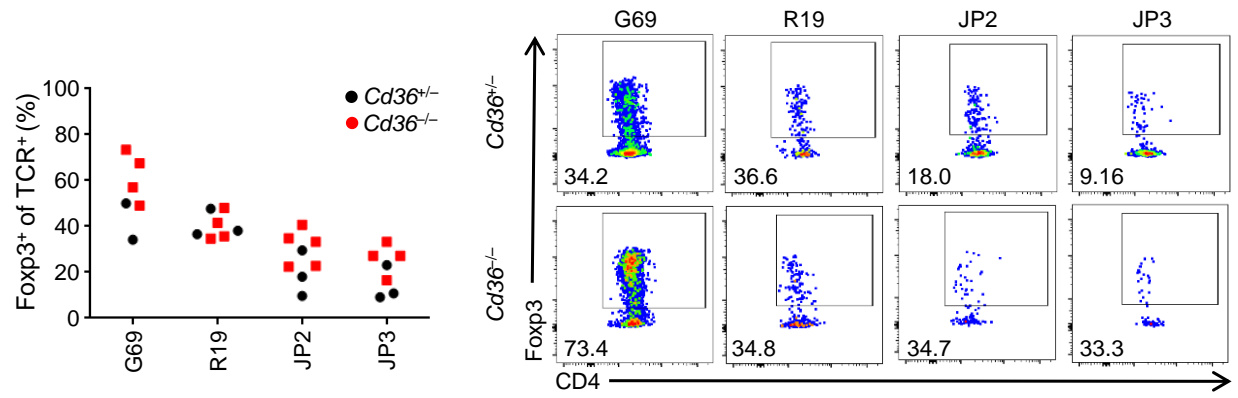 Foxp3⁺ of TCR⁺ (%)
100
80
60
40
20
0
Cd36⁺/⁻
Cd36⁻/⁻
G69
R19
JP2
JP3
G69 R19 JP2 JP3
Cd36⁺/⁻
34.2 36.6 18.0 9.16
Cd36⁻/⁻
73.4 34.8 34.7 33.3
Foxp3
CD4